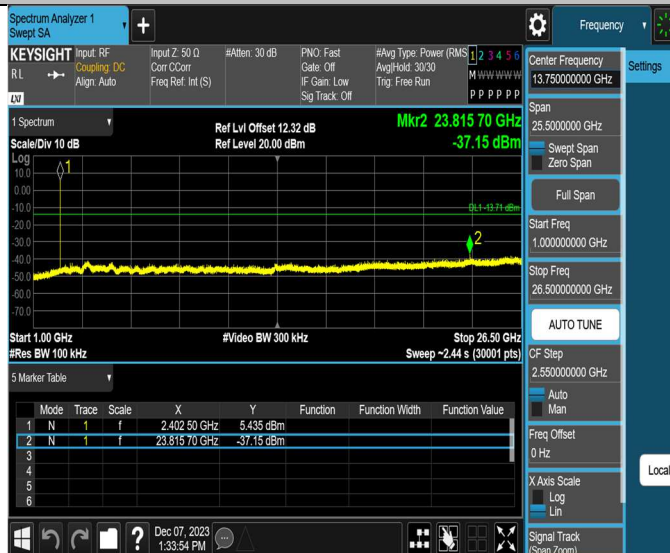 Spectrum Analyzer 1
Swept SA
Frequency
Settings
KEYSIGHT
RL
LXI
Input: RF
Coupling: DC
Align: Auto
Input Z: 50 Ω
Corr CCorr
Freq Ref: Int (S)
#Atten: 30 dB
PNO: Fast
Gate: Off
IF Gain: Low
Sig Track: Off
#Avg Type: Power (RMS
Avg|Hold: 30/30
Trig: Free Run
1 2 3 4 5 6
M W W W W W
P P P P P P
1 Spectrum
Scale/Div 10 dB
Ref Lvl Offset 12.32 dB
Ref Level 20.00 dBm
Mkr2 23.815 70 GHz
-37.15 dBm
Log
10.0
0.00
-10.0
-20.0
-30.0
-40.0
-50.0
-60.0
-70.0
1
DL1 -13.71 dBm
2
Start 1.00 GHz
#Res BW 100 kHz
#Video BW 300 kHz
Stop 26.50 GHz
Sweep ~2.44 s (30001 pts)
5 Marker Table
Mode Trace Scale X Y Function Function Width Function Value
1 N 1 f 2.402 50 GHz 5.435 dBm
2 N 1 f 23.815 70 GHz -37.15 dBm
3
4
5
6
Dec 07, 2023
1:33:54 PM
Center Frequency
13.750000000 GHz
Span
25.5000000 GHz
Swept Span
Zero Span
Full Span
Start Freq
1.000000000 GHz
Stop Freq
26.500000000 GHz
AUTO TUNE
CF Step
2.550000000 GHz
Auto
Man
Freq Offset
0 Hz
X Axis Scale
Log
Lin
Signal Track
(Span Zoom)
Local